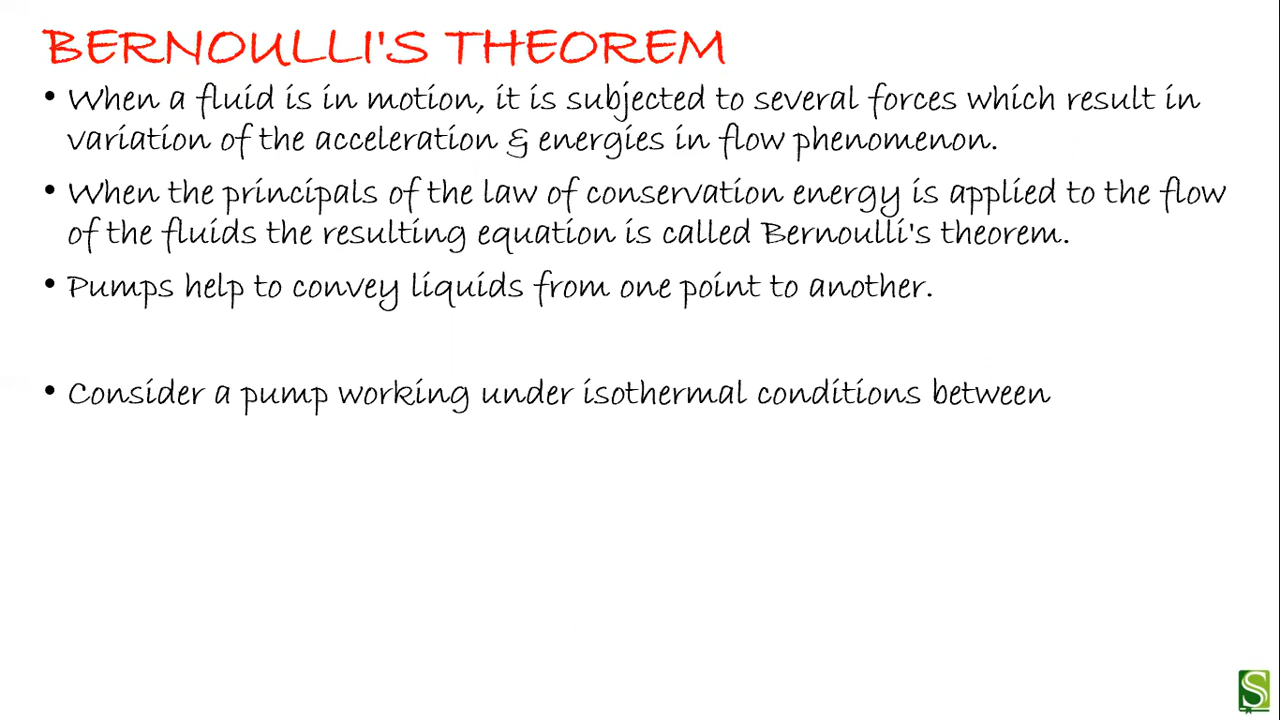 BERNOULLI'S THEOREM
• When a fluid is in motion, it is subjected to several forces which result in
variation of the acceleration & energies in flow phenomenon.
• When the principals of the law of conservation energy is applied to the flow
of the fluids the resulting equation is called Bernoulli's theorem.
• Pumps help to convey liquids from one point to another.
• Consider a pump working under isothermal conditions between
S